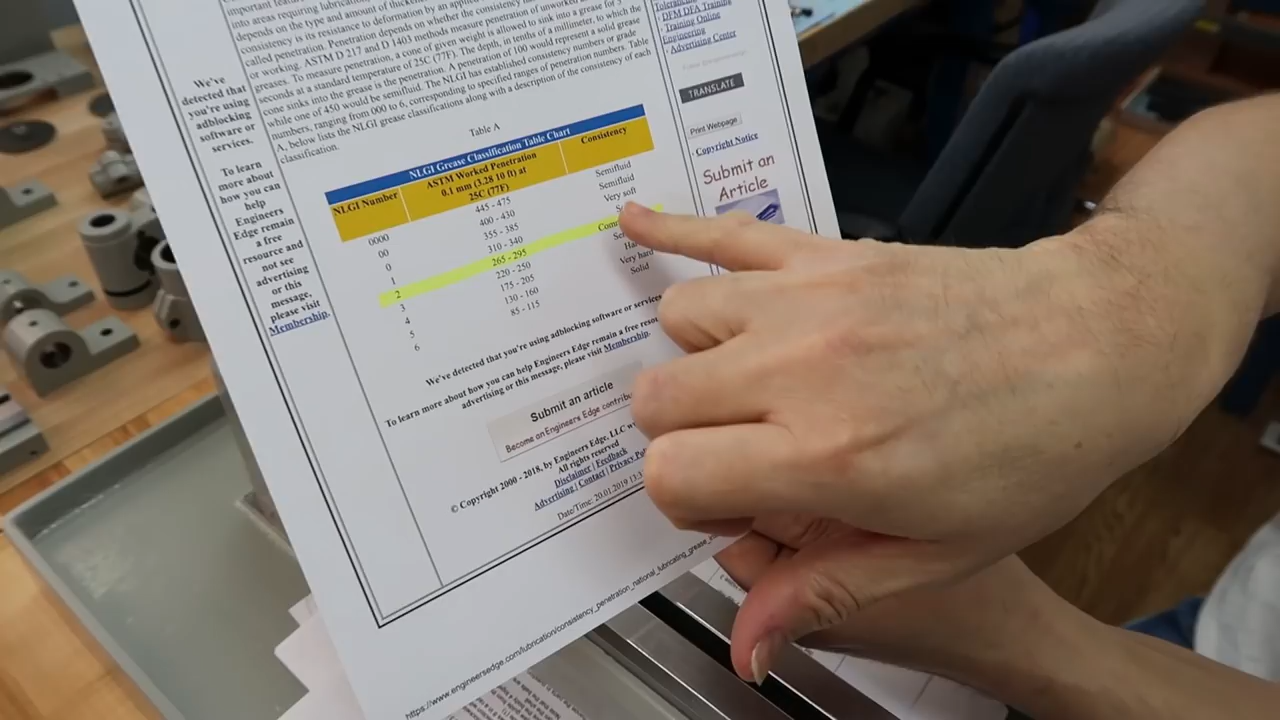 into areas requiring lubrication,
depends on the type and amount of
consistency is its resistance to deformation by an
called penetration. Penetration depends on whether the consistency
or working. ASTM D 217 and D 1403 methods measure penetration of unworked
greases. To measure penetration, a cone of given weight is allowed to sink into a grease for 5
seconds at a standard temperature of 25C (77F). The depth, in tenths of a millimeter, to which the
cone sinks into the grease is the penetration. A penetration of 100 would represent a solid grease
while one of 450 would be semifluid. The NLGI has established consistency numbers or grade
numbers, ranging from 000 to 6, corresponding to specified ranges of penetration numbers. Table
A, below lists the NLGI grease classifications along with a description of the consistency of each
classification.
We've
detected that
you're using
adblocking
software or
services.
To learn
more about
how you can
help
Engineers
Edge remain
a free
resource and
not see
advertising
or this
message,
please visit
Membership.
Table A
NLGI Grease Classification Table Chart
NLGI Number
ASTM Worked Penetration
0.1 mm (3.28 10 ft) at
25C (77F)
Consistency
0000 445 - 475 Semifluid
00 400 - 430 Semifluid
0 355 - 385 Very soft
1 310 - 340
2 265 - 295
3 220 - 250
4 175 - 205
5 130 - 160 Very hard
6 85 - 115 Solid
We've detected that you're using adblocking software or services
To learn more about how you can help Engineers Edge remain a free
advertising or this message, please visit Membership.
Submit an article
Become an Engineers Edge
© Copyright 2000 - 2018, by Engineers Edge, LLC
All rights reserved
Disclaimer | Feedback
Advertising | Contact | Privacy
Date/Time: 20.01.2019
https://www.engineersedge.com/lubrication/consistency_penetration_national_lubricating_grease
DFM DFA Training
- Training Online
Engineering
- Advertising Center
TRANSLATE
Print Webpage
- Copyright Notice
Submit an
Article